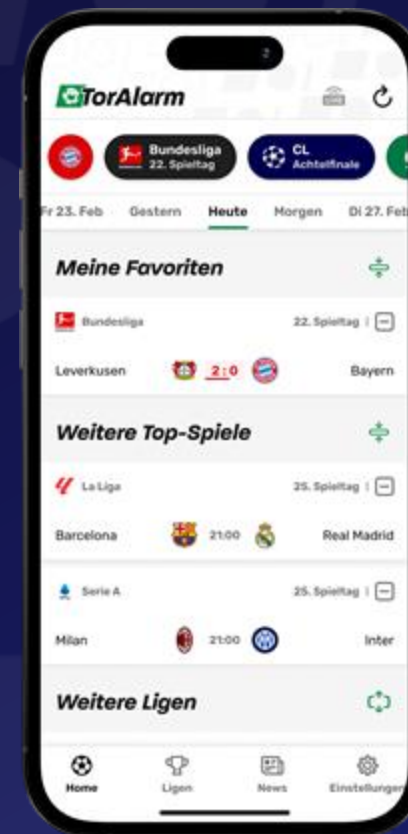 TorAlarm
Bundesliga
22. Spieltag
CL
Achtelfinale
Fr 23. Feb Gestern Heute Morgen Di 27. Feb
Meine Favoriten
Bundesliga 22. Spieltag
Leverkusen 2:0 Bayern
Weitere Top-Spiele
La Liga 25. Spieltag
Barcelona 21:00 Real Madrid
Serie A 25. Spieltag
Milan 21:00 Inter
Weitere Ligen
Home Ligen News Einstellungen